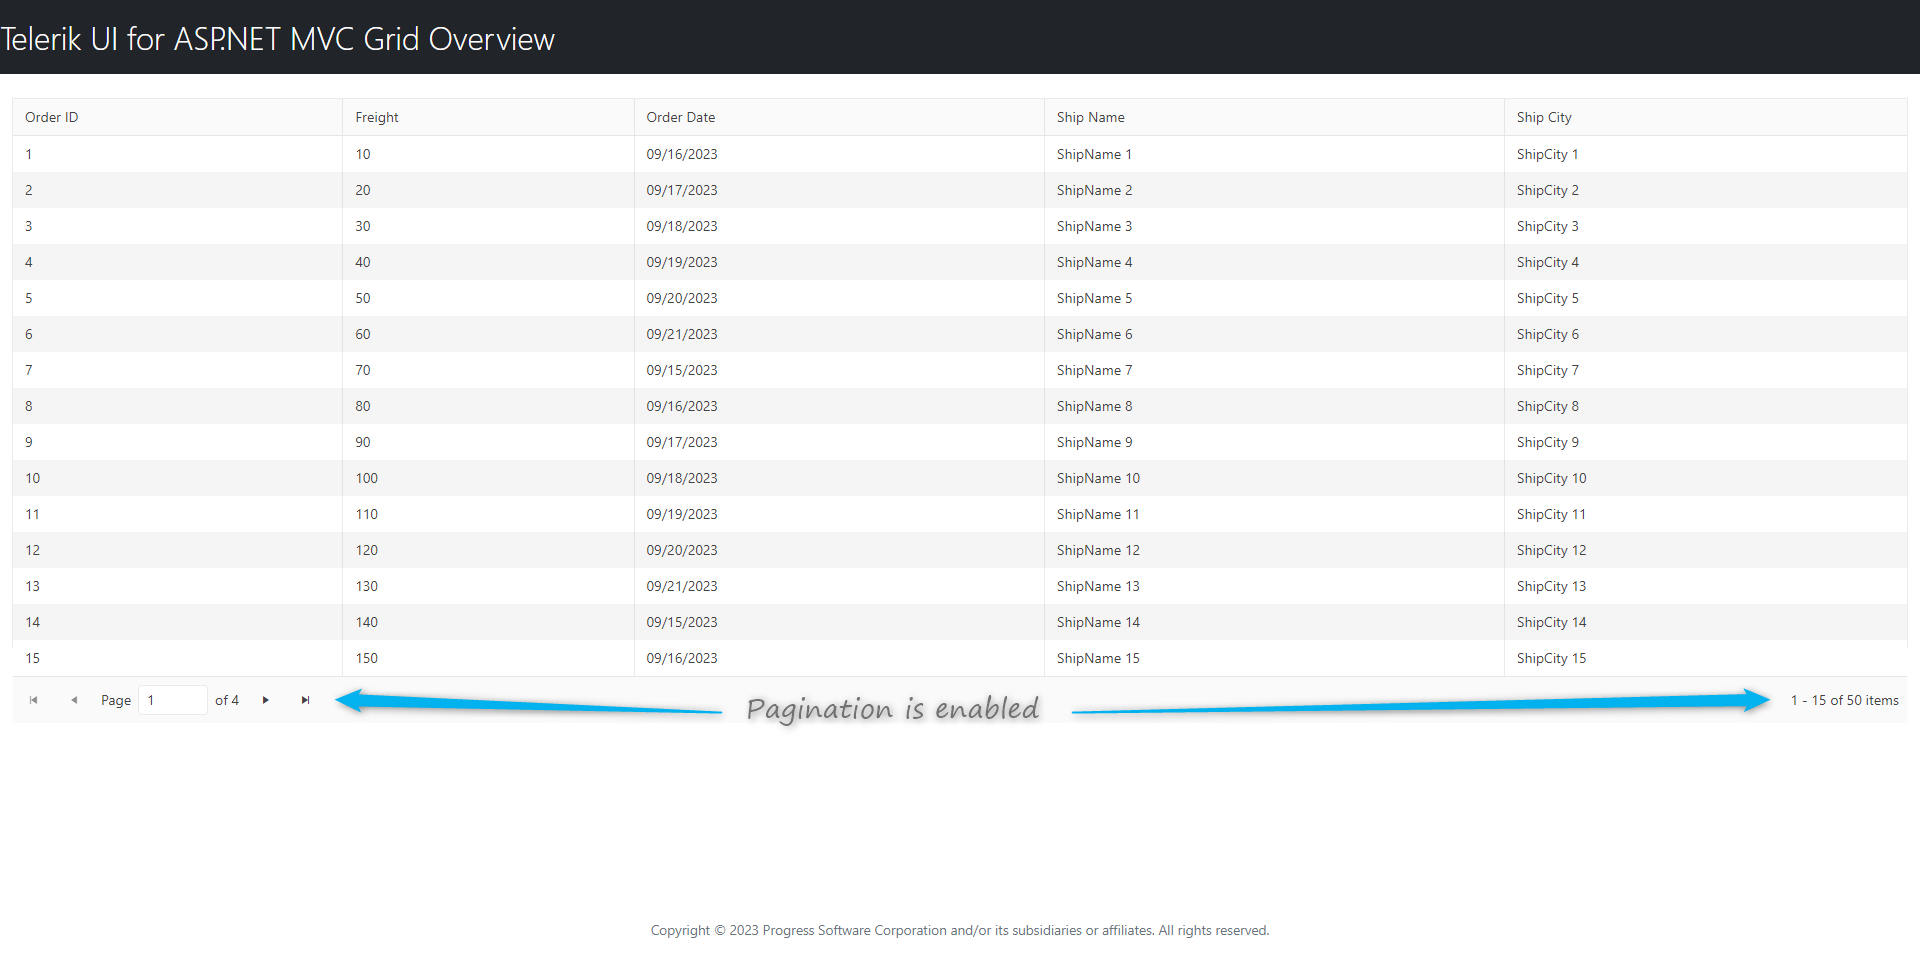 Telerik UI for ASP.NET MVC Grid Overview
Order ID Freight Order Date Ship Name Ship City
1 10 09/16/2023 ShipName 1 ShipCity 1
2 20 09/17/2023 ShipName 2 ShipCity 2
3 30 09/18/2023 ShipName 3 ShipCity 3
4 40 09/19/2023 ShipName 4 ShipCity 4
5 50 09/20/2023 ShipName 5 ShipCity 5
6 60 09/21/2023 ShipName 6 ShipCity 6
7 70 09/15/2023 ShipName 7 ShipCity 7
8 80 09/16/2023 ShipName 8 ShipCity 8
9 90 09/17/2023 ShipName 9 ShipCity 9
10 100 09/18/2023 ShipName 10 ShipCity 10
11 110 09/19/2023 ShipName 11 ShipCity 11
12 120 09/20/2023 ShipName 12 ShipCity 12
13 130 09/21/2023 ShipName 13 ShipCity 13
14 140 09/15/2023 ShipName 14 ShipCity 14
15 150 09/16/2023 ShipName 15 ShipCity 15
Page 1 of 4 Pagination is enabled 1 - 15 of 50 items
Copyright © 2023 Progress Software Corporation and/or its subsidiaries or affiliates. All rights reserved.